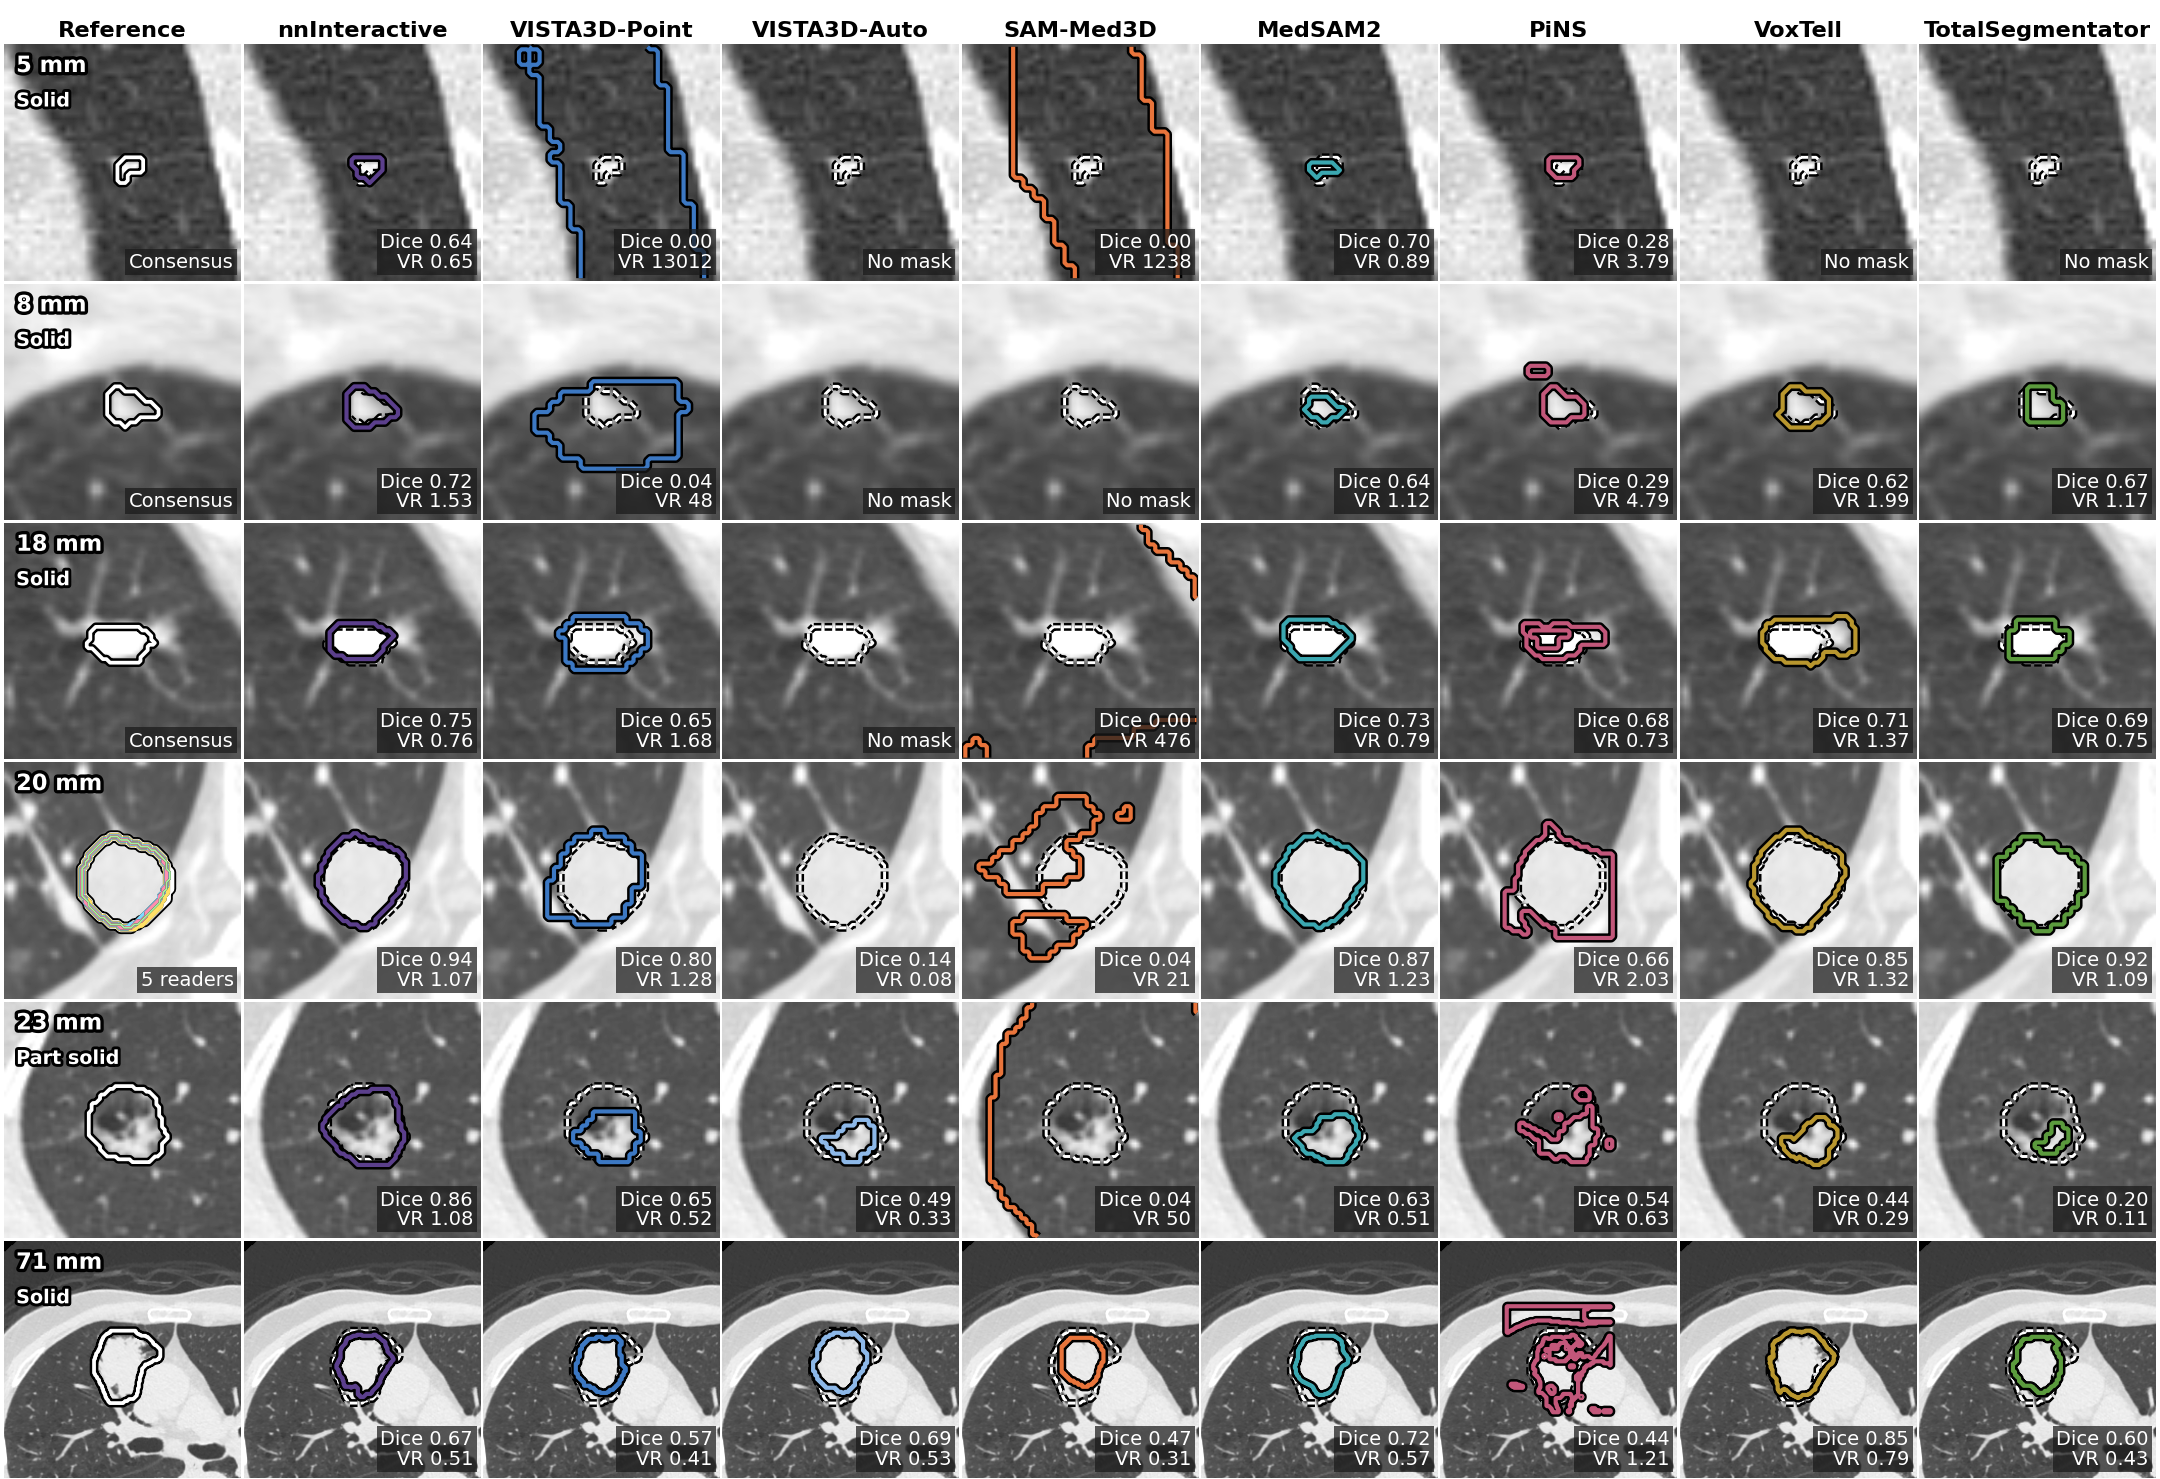 Reference nnInteractive VISTA3D-Point VISTA3D-Auto SAM-Med3D MedSAM2 PiNS VoxTell TotalSegmentator
5 mm
Solid
Consensus
Dice 0.64
VR 0.65
Dice 0.00
VR 13012
No mask
Dice 0.00
VR 1238
Dice 0.70
VR 0.89
Dice 0.28
VR 3.79
No mask
No mask
8 mm
Solid
Consensus
Dice 0.72
VR 1.53
Dice 0.04
VR 48
No mask
No mask
Dice 0.64
VR 1.12
Dice 0.29
VR 4.79
Dice 0.62
VR 1.99
Dice 0.67
VR 1.17
18 mm
Solid
Consensus
Dice 0.75
VR 0.76
Dice 0.65
VR 1.68
No mask
Dice 0.00
VR 476
Dice 0.73
VR 0.79
Dice 0.68
VR 0.73
Dice 0.71
VR 1.37
Dice 0.69
VR 0.75
20 mm
5 readers
Dice 0.94
VR 1.07
Dice 0.80
VR 1.28
Dice 0.14
VR 0.08
Dice 0.04
VR 21
Dice 0.87
VR 1.23
Dice 0.66
VR 2.03
Dice 0.85
VR 1.32
Dice 0.92
VR 1.09
23 mm
Part solid
Dice 0.86
VR 1.08
Dice 0.65
VR 0.52
Dice 0.49
VR 0.33
Dice 0.04
VR 50
Dice 0.63
VR 0.51
Dice 0.54
VR 0.63
Dice 0.44
VR 0.29
Dice 0.20
VR 0.11
71 mm
Solid
Dice 0.67
VR 0.51
Dice 0.57
VR 0.41
Dice 0.69
VR 0.53
Dice 0.47
VR 0.31
Dice 0.72
VR 0.57
Dice 0.44
VR 1.21
Dice 0.85
VR 0.79
Dice 0.60
VR 0.43